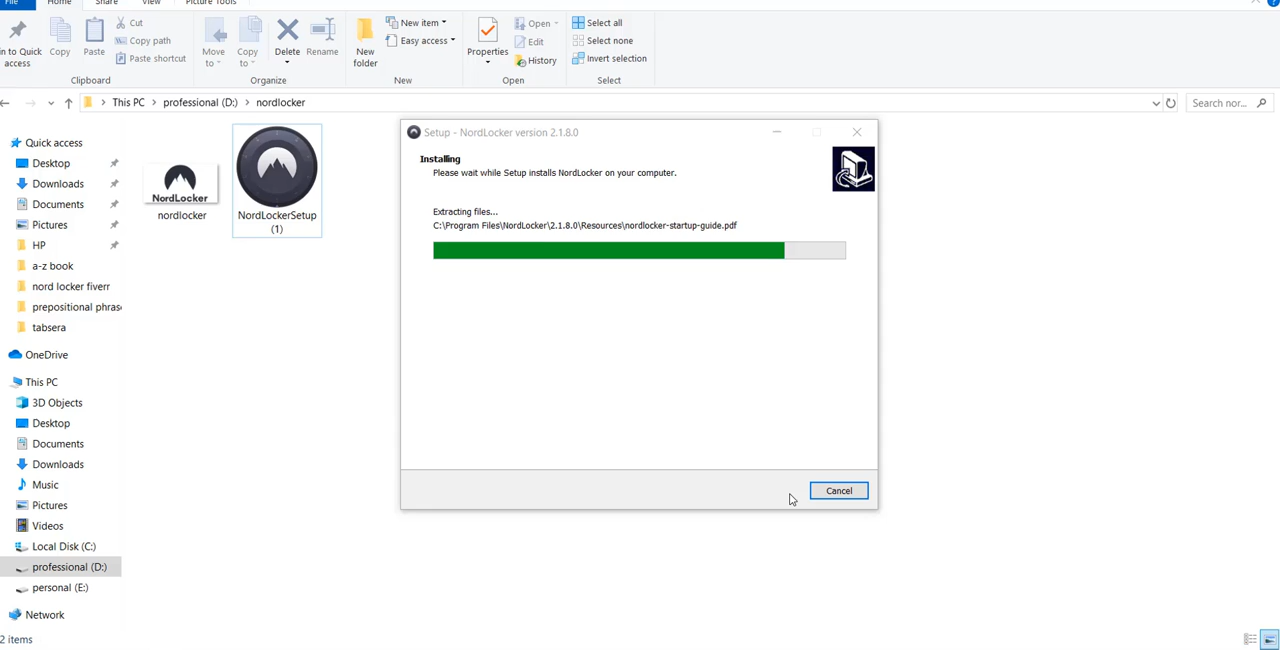 File Home Share View Picture Tools
Cut
Copy path
Paste shortcut
in to Quick access
Copy
Paste
Clipboard
Move to
Copy to
Delete
Rename
Organize
New folder
New item
Easy access
New
Properties
Open
Edit
History
Open
Select all
Select none
Invert selection
Select
This PC > professional (D:) > nordlocker
Search nor...
Quick access
Desktop
Downloads
Documents
Pictures
HP
a-z book
nord locker fiverr
prepositional phras
tabsera
OneDrive
This PC
3D Objects
Desktop
Documents
Downloads
Music
Pictures
Videos
Local Disk (C:)
professional (D:)
personal (E:)
Network
2 items
NordLocker
nordlocker
NordLockerSetup
(1)
Setup - NordLocker version 2.1.8.0
Installing
Please wait while Setup installs NordLocker on your computer.
Extracting files...
C:\Program Files\NordLocker\2.1.8.0\Resources\nordlocker-startup-guide.pdf
Cancel